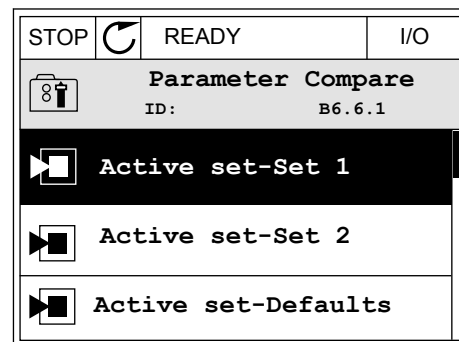 STOP READY I/O
Parameter Compare
ID: B6.6.1
Active set-Set 1
Active set-Set 2
Active set-Defaults